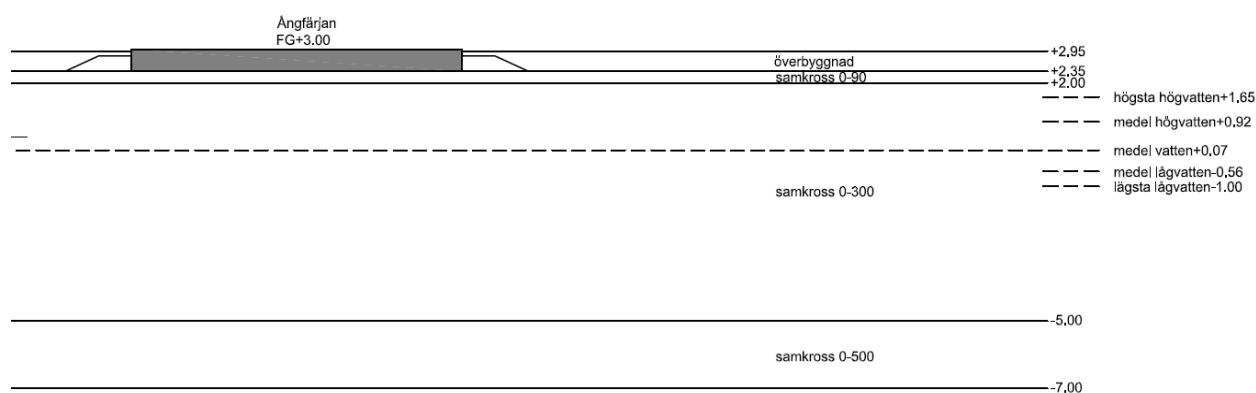 Ångfärjan
FG+3.00
+2.95
överbyggnad
+2.35
samkross 0-90
+2.00
högsta högvatten+1.65
medel högvatten+0.92
medel vatten+0.07
medel lågvatten-0.56
lägsta lågvatten-1.00
samkross 0-300
-5.00
samkross 0-500
-7.00